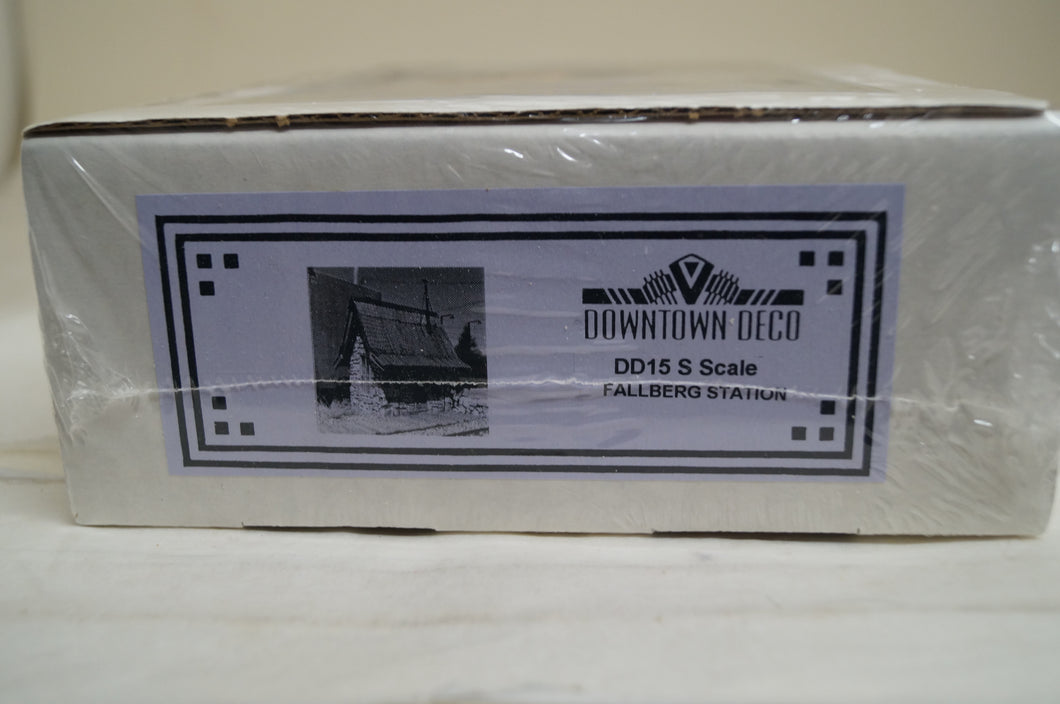 DOWNTOWN DECO
DD15 S Scale
FALLBERG STATION